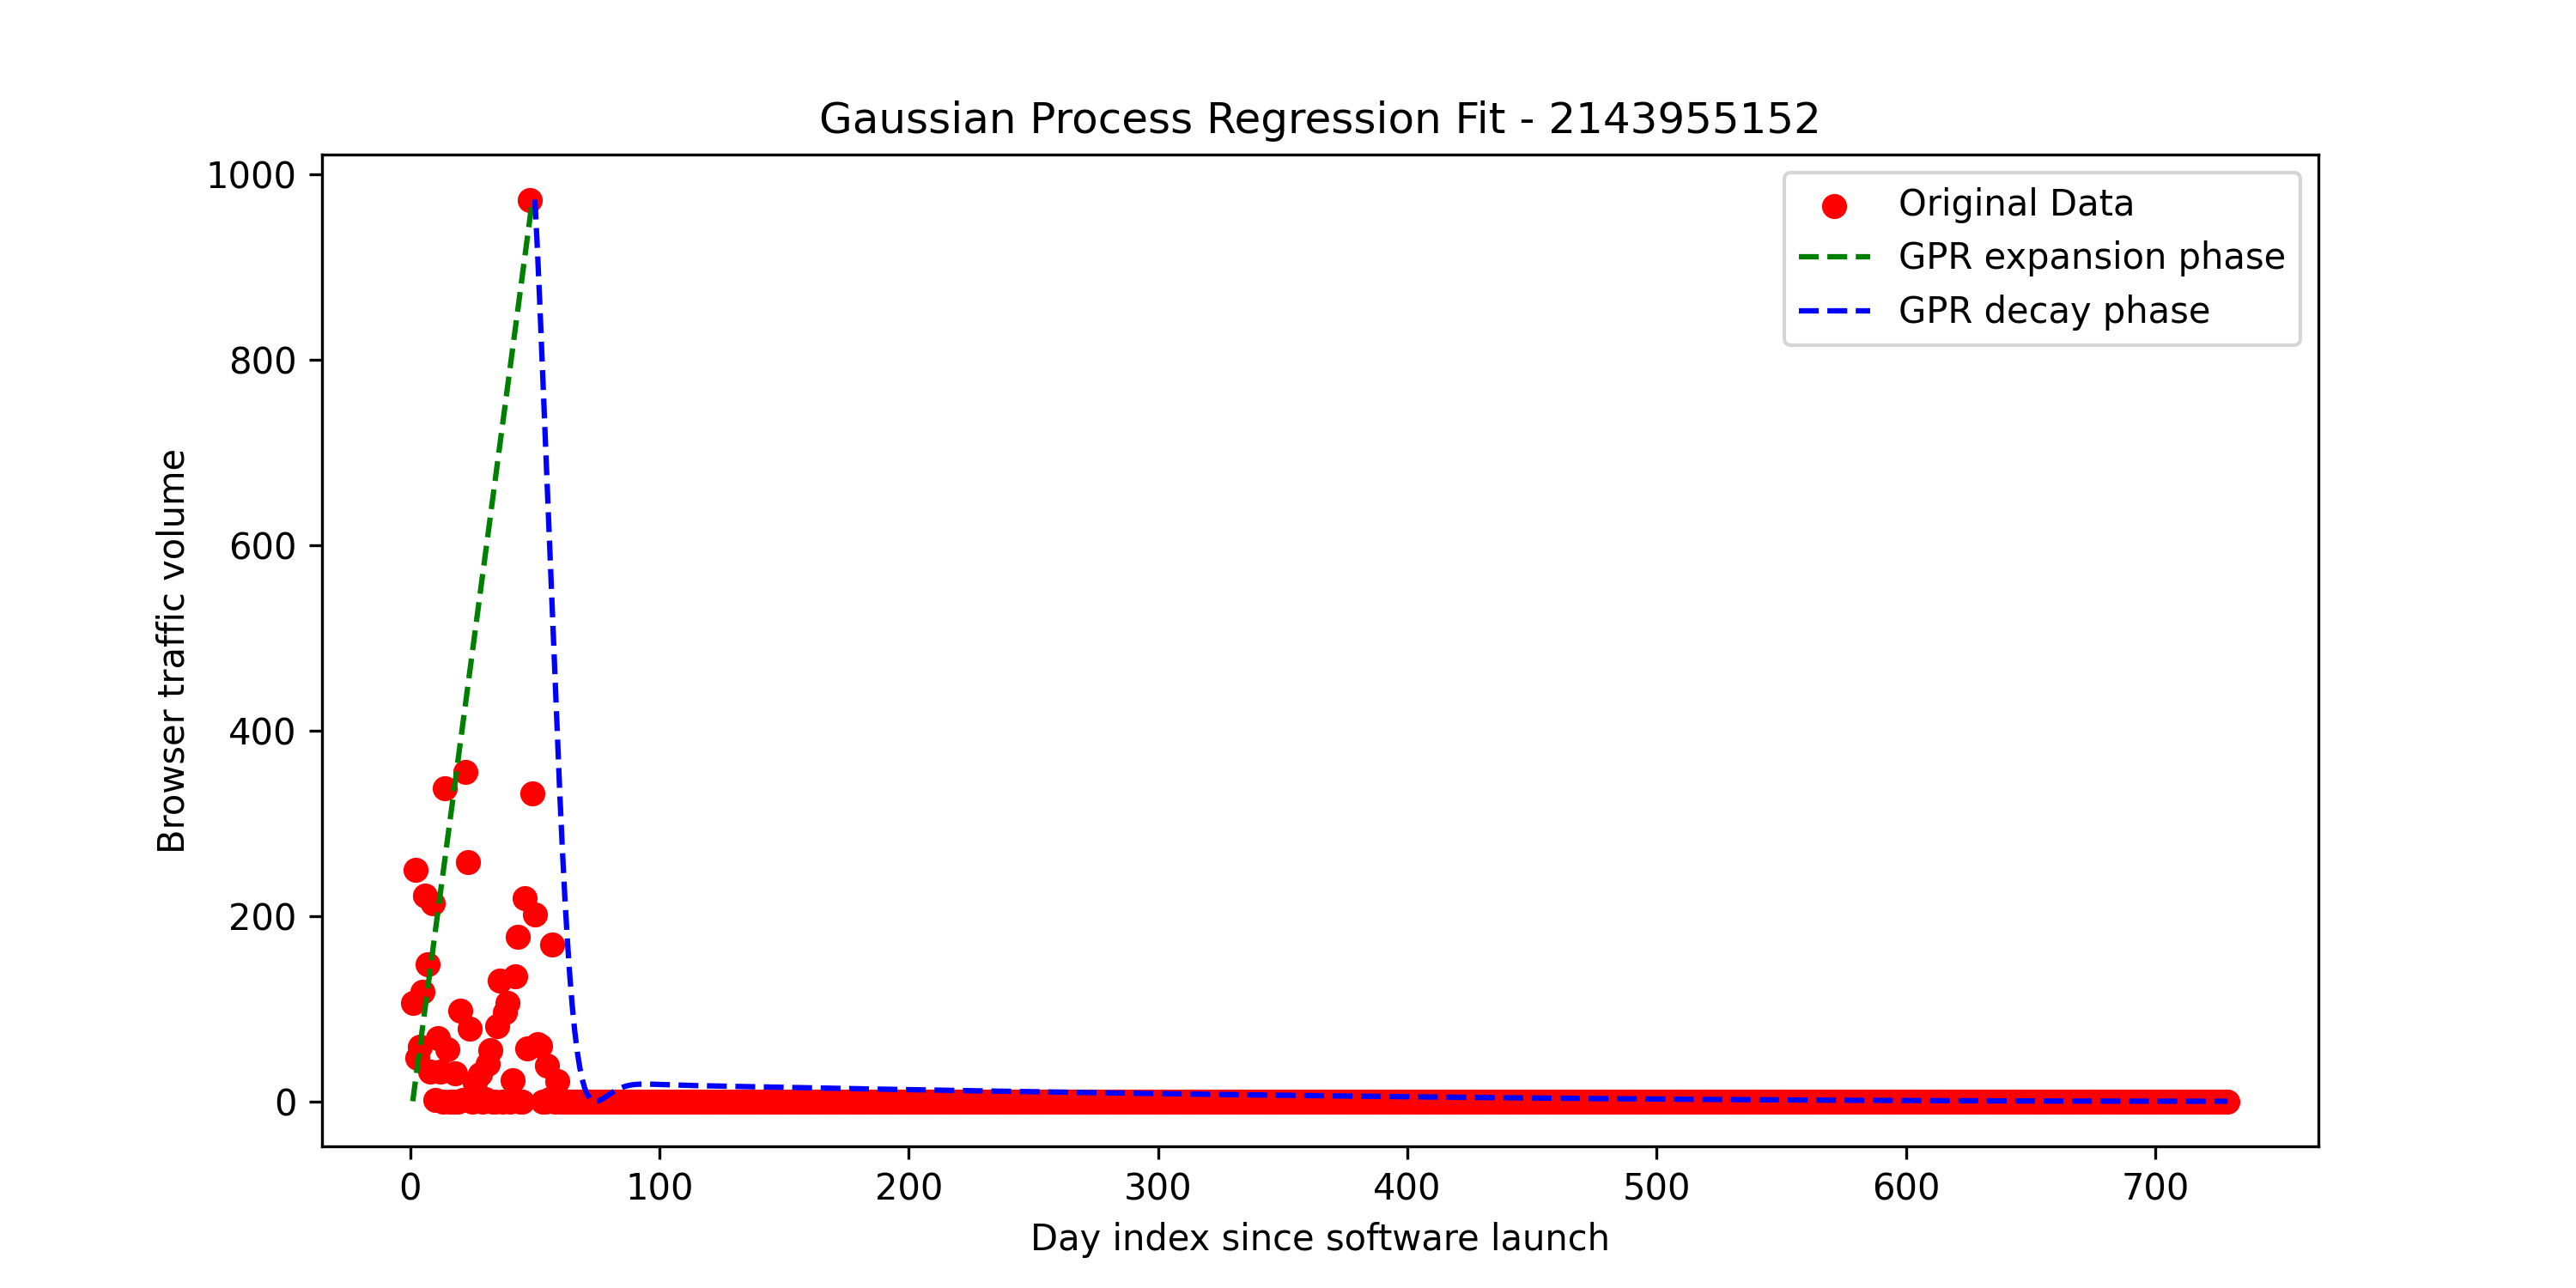 Gaussian Process Regression Fit - 2143955152
Original Data
GPR expansion phase
GPR decay phase
Browser traffic volume
1000
800
600
400
200
0
0 100 200 300 400 500 600 700
Day index since software launch